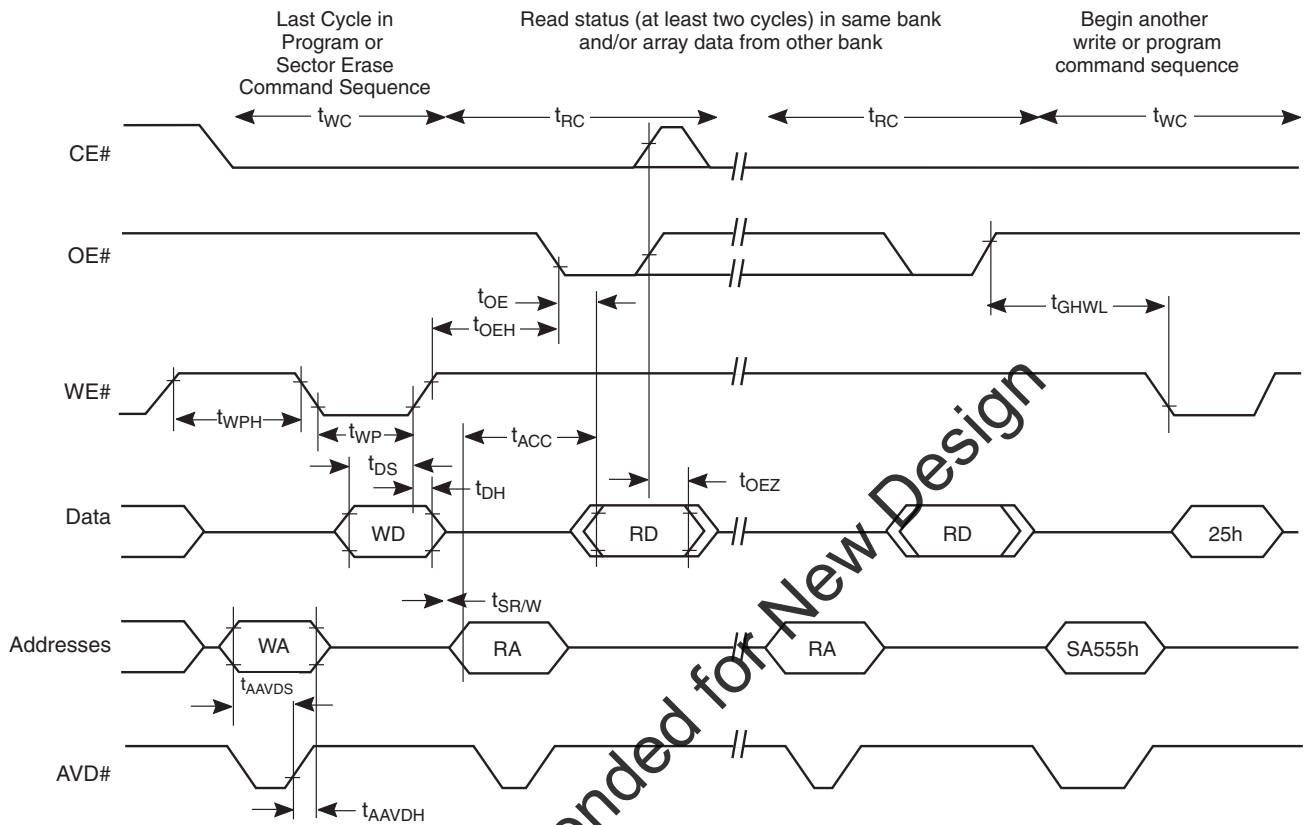 Last Cycle in
Program or
Sector Erase
Command Sequence
Read status (at least two cycles) in same bank
and/or array data from other bank
Begin another
write or program
command sequence
tWC
tRC
tRC
tWC
CE#
OE#
tOE
tOEH
tGHWL
WE#
tWPH
tWP
tACC
tDS
tDH
tOEZ
Data
WD
RD
RD
25h
tSR/W
Addresses
WA
RA
RA
SA555h
tAAVDS
AVD#
tAAVDH
for New Design